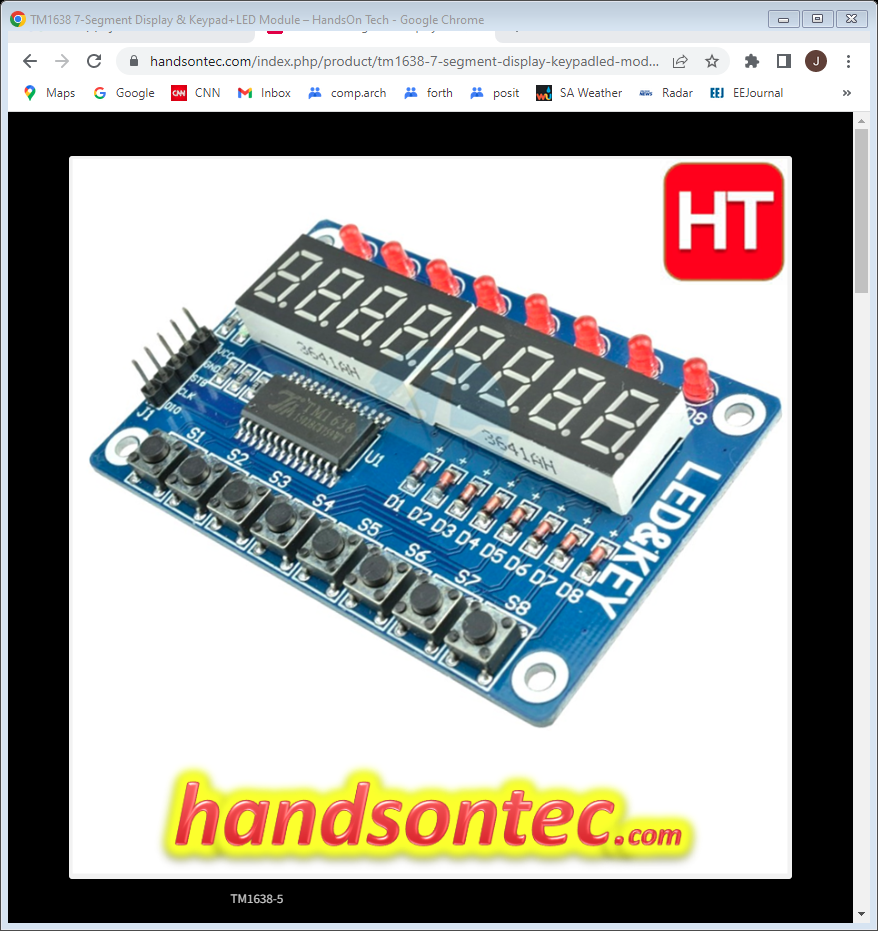 TM1638 7-Segment Display & Keypad+LED Module – HandsOn Tech - Google Chrome
handsontec.com/index.php/product/tm1638-7-segment-display-keypadled-mod...
J
Maps
Google
CNN
CNN
Inbox
comp.arch
forth
posit
SA Weather
Radar
EEJ
EEJournal
»
HT
3641AH
3641AH
VCC
GND
STB
CLK
DIO
J1
TM1638
U1
D8
S1
S2
S3
S4
S5
S6
S7
S8
D1
D2
D3
D4
D5
D6
D7
D8
LED&KEY
handsontec.com
TM1638-5